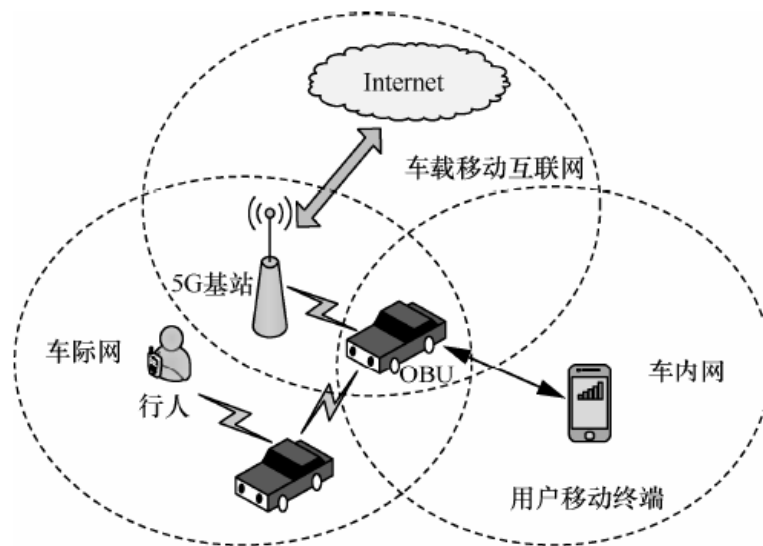 Internet
车载移动互联网
5G基站
车际网
OBU
车内网
行人
用户移动终端